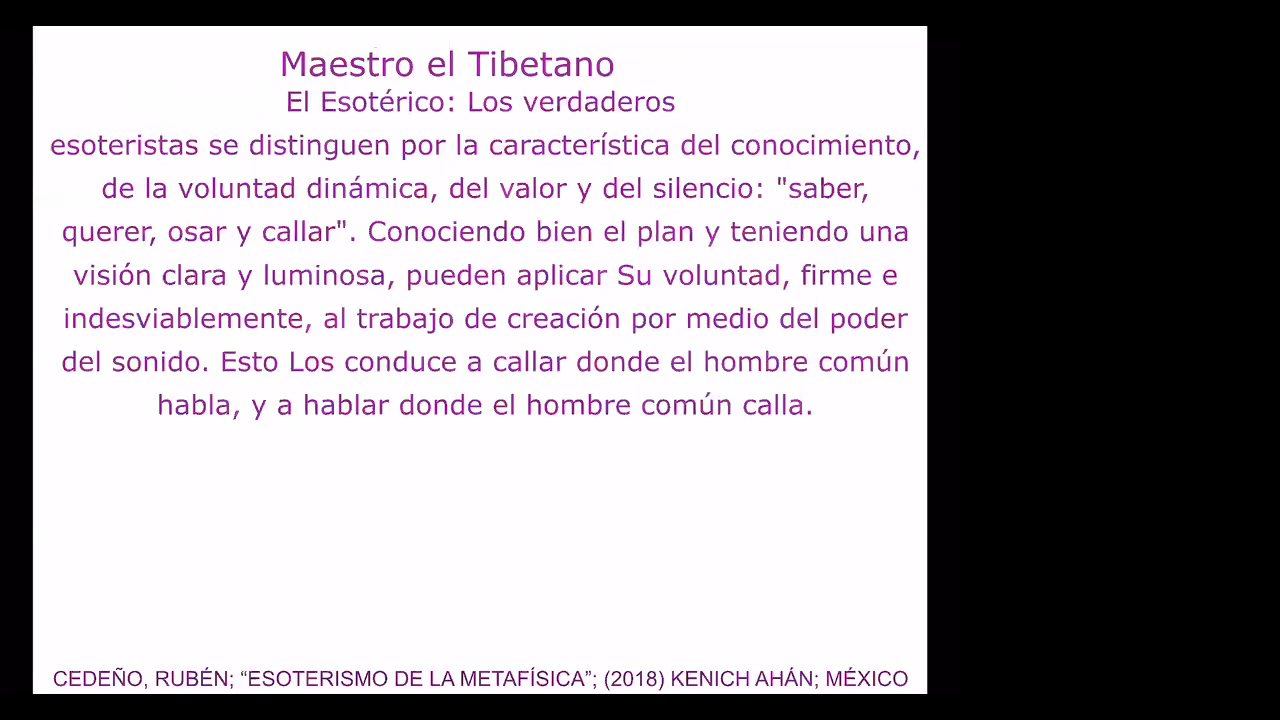 Maestro el Tibetano
El Esotérico: Los verdaderos
esoteristas se distinguen por la característica del conocimiento,
de la voluntad dinámica, del valor y del silencio: "saber,
querer, osar y callar". Conociendo bien el plan y teniendo una
visión clara y luminosa, pueden aplicar Su voluntad, firme e
indesviablemente, al trabajo de creación por medio del poder
del sonido. Esto Los conduce a callar donde el hombre común
habla, y a hablar donde el hombre común calla.
CEDEÑO, RUBÉN; “ESOTERISMO DE LA METAFÍSICA”; (2018) KENICH AHÁN; MÉXICO